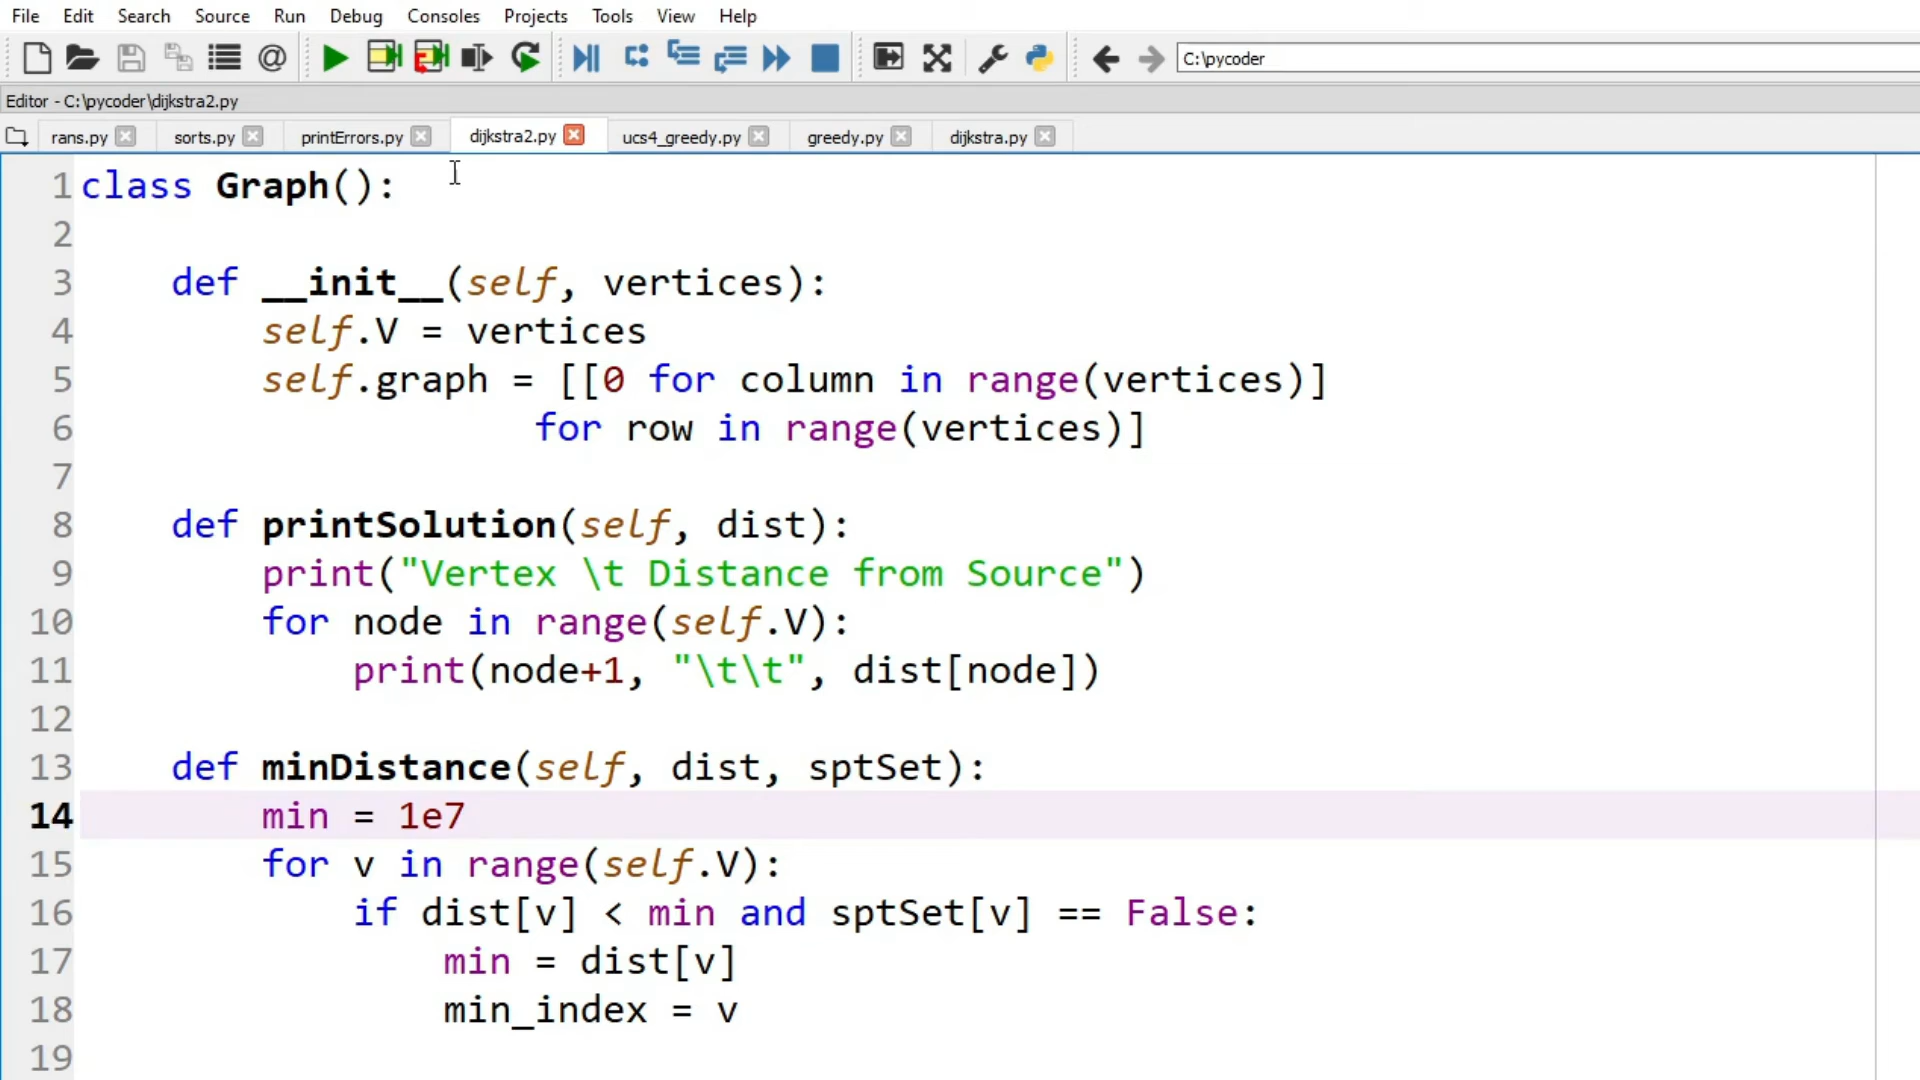 File Edit Search Source Run Debug Consoles Projects Tools View Help
C:\pycoder
Editor - C:\pycoder\dijkstra2.py
rans.py sorts.py printErrors.py dijkstra2.py ucs4_greedy.py greedy.py dijkstra.py
1 class Graph():
2
3     def __init__(self, vertices):
4         self.V = vertices
5         self.graph = [[0 for column in range(vertices)]
6                     for row in range(vertices)]
7
8     def printSolution(self, dist):
9         print("Vertex \t Distance from Source")
10         for node in range(self.V):
11             print(node+1, "\t\t", dist[node])
12
13     def minDistance(self, dist, sptSet):
14         min = 1e7
15         for v in range(self.V):
16             if dist[v] < min and sptSet[v] == False:
17                 min = dist[v]
18                 min_index = v
19